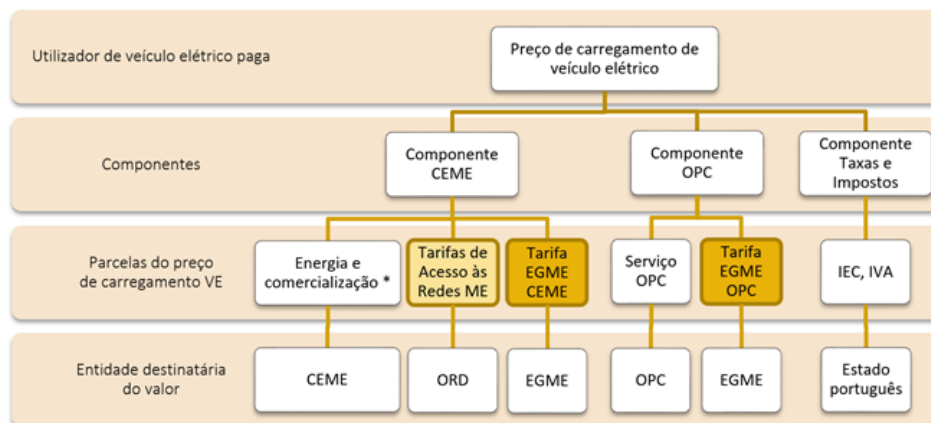 Utilizador de veículo elétrico paga
Preço de carregamento de
veículo elétrico
Componentes
Componente
CEME
Componente
OPC
Componente
Taxas e
Impostos
Parcelas do preço
de carregamento VE
Energia e
comercialização *
Tarifas de
Acesso às
Redes ME
Tarifa
EGME
CEME
Serviço
OPC
Tarifa
EGME
OPC
IEC, IVA
Entidade destinatária
do valor
CEME
ORD
EGME
OPC
EGME
Estado
português